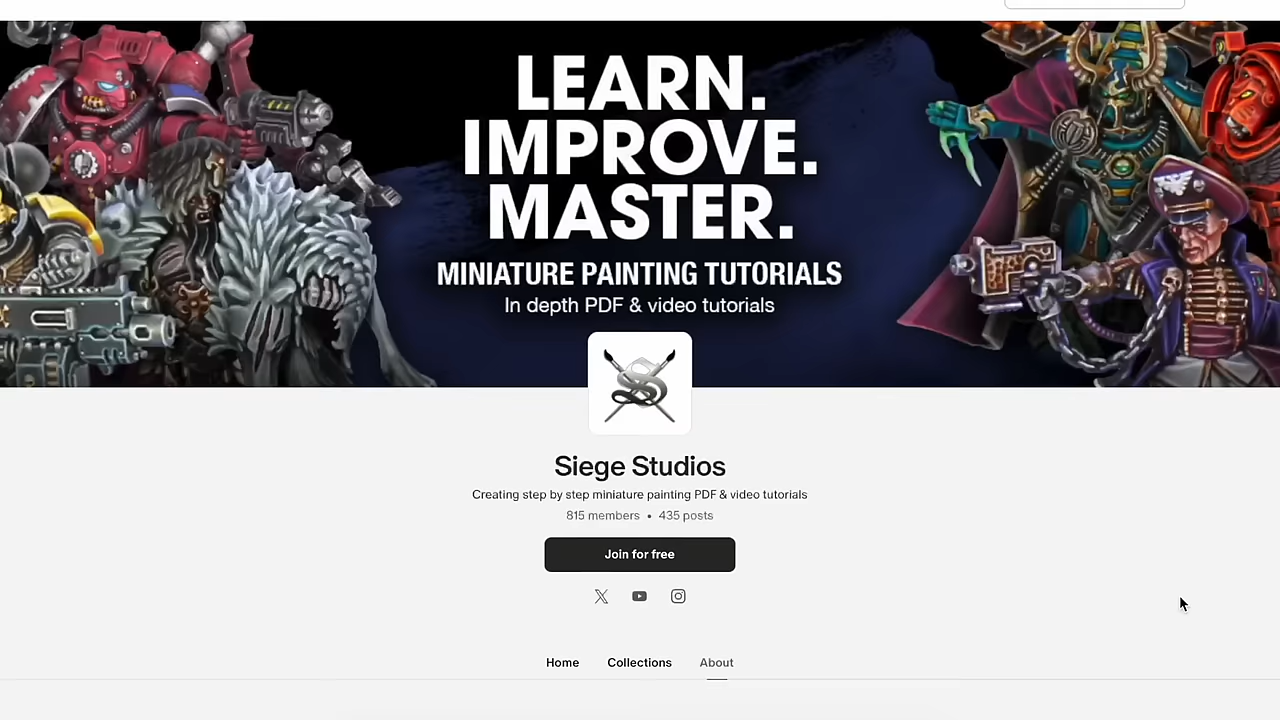 LEARN.
IMPROVE.
MASTER.
MINIATURE PAINTING TUTORIALS
In depth PDF & video tutorials
Siege Studios
Creating step by step miniature painting PDF & video tutorials
815 members • 435 posts
Join for free
Home Collections About